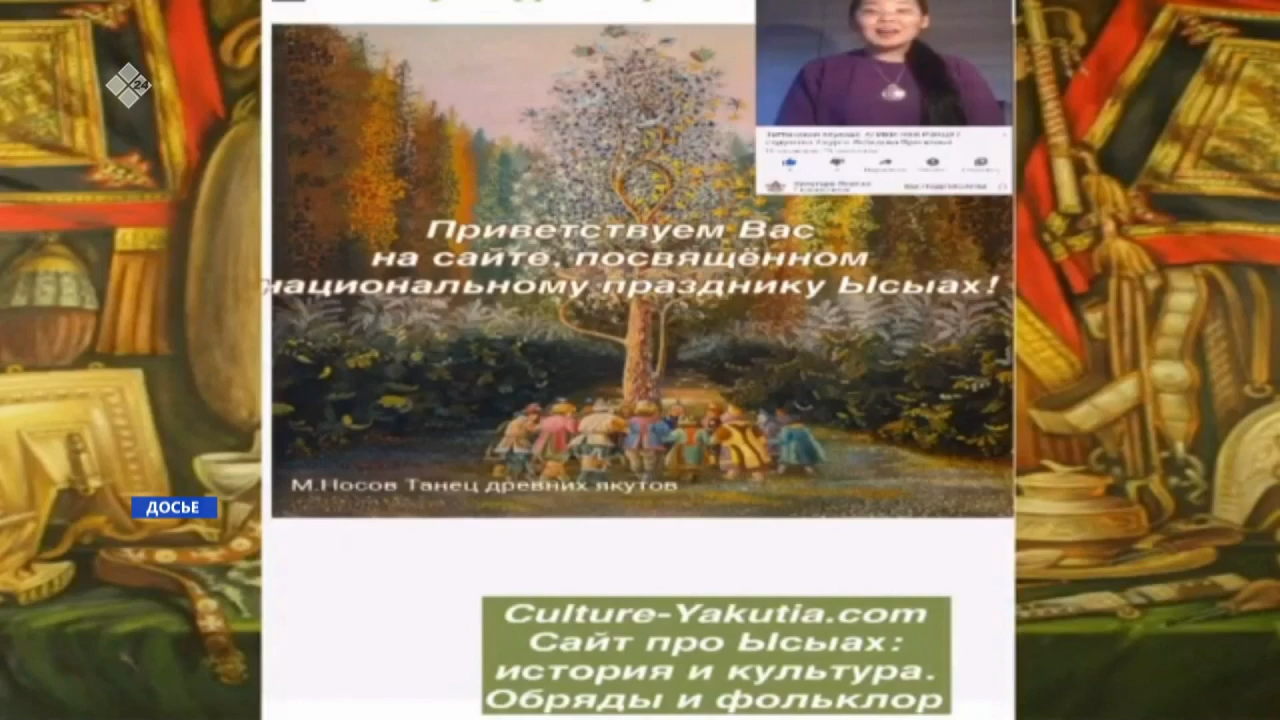 24
Приветствуем Вас
на сайте, посвящённом
национальному празднику Ысыах!
М.Носов Танец древних якутов
ДОСЬЕ
Culture-Yakutia.com
Сайт про Ысыах:
история и культура.
Обряды и фольклор